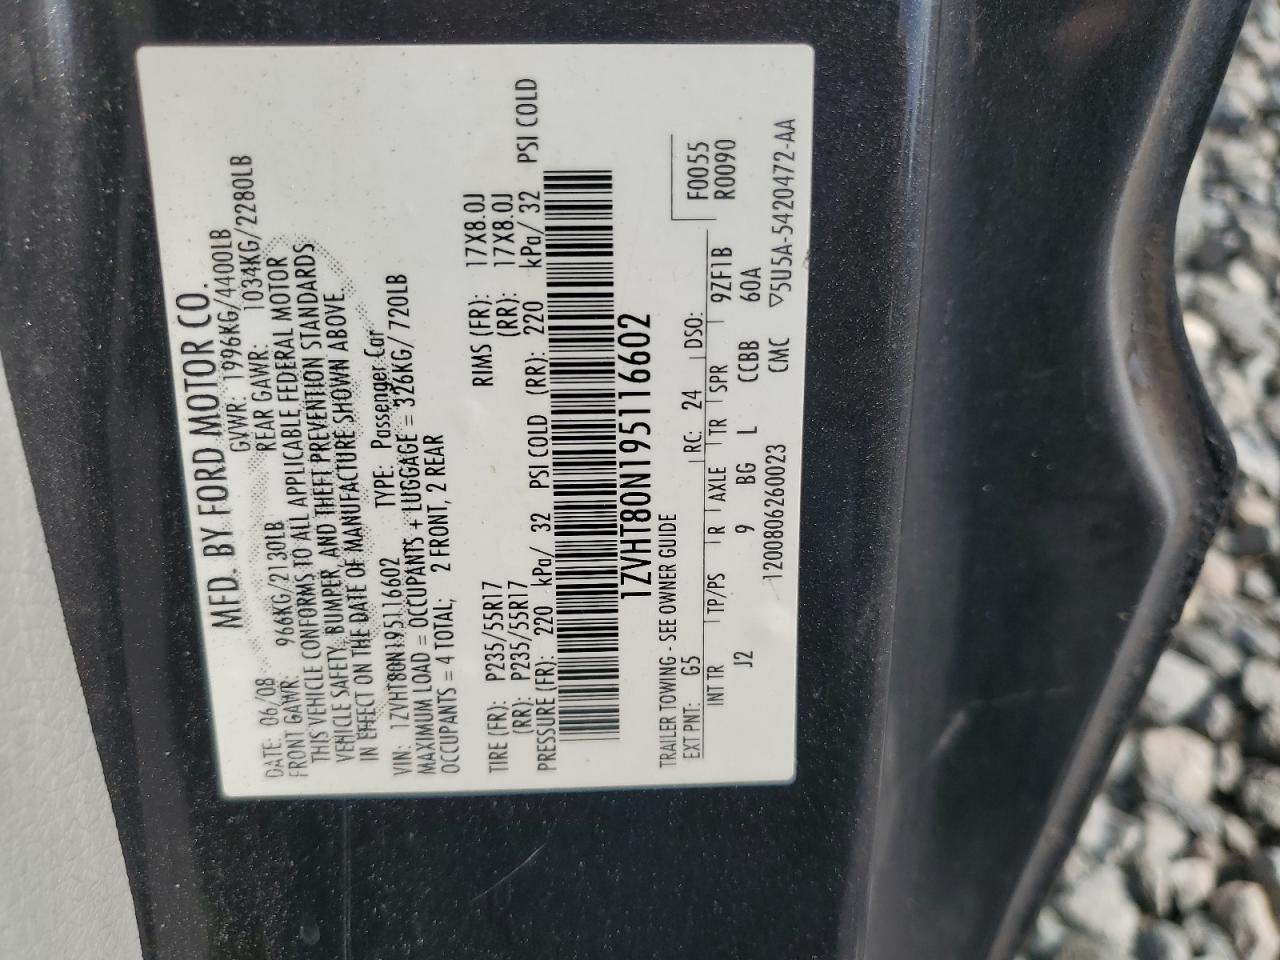 MFD. BY FORD MOTOR CO.
DATE: 06/08 GVWR: 1996KG/4400LB
FRONT GAWR: 966KG/2130LB REAR GAWR: 1034KG/2280LB
THIS VEHICLE CONFORMS TO ALL APPLICABLE FEDERAL MOTOR
VEHICLE SAFETY, BUMPER, AND THEFT PREVENTION STANDARDS
IN EFFECT ON THE DATE OF MANUFACTURE SHOWN ABOVE
VIN: 1ZVHT80N195116602 TYPE: Passenger Car
MAXIMUM LOAD = OCCUPANTS + LUGGAGE = 326KG/ 720LB
OCCUPANTS = 4 TOTAL, 2 FRONT, 2 REAR
TIRE (FR): P235/55R17 RIMS (FR): 17X8.0J
(RR): P235/55R17 (RR): 17X8.0J
PRESSURE (FR): 220 kPa/ 32 PSI COLD (RR): 220 kPa/ 32 PSI COLD
1ZVHT80N195116602
TRAILER TOWING - SEE OWNER GUIDE F0055
EXT PNT: G5 RC: 24 DSO: R0090
INT TR TP/PS R AXLE TR SPR 9ZF1B
J2 9 BG L CCBB 60A
1200806260023 CMC ▽5U5A-5420472-AA